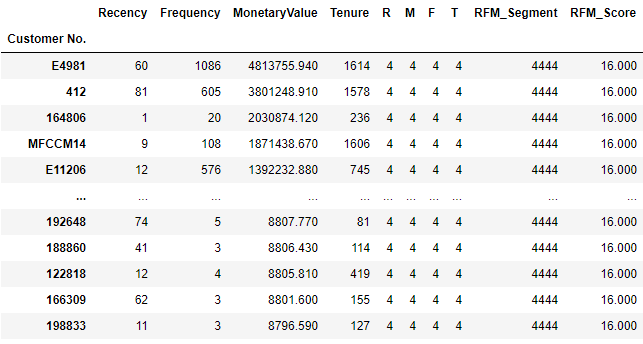 Recency Frequency MonetaryValue Tenure R M F T RFM_Segment RFM_Score
Customer No.
E4981 60 1086 4813755.940 1614 4 4 4 4 4444 16.000
412 81 605 3801248.910 1578 4 4 4 4 4444 16.000
164806 1 20 2030874.120 236 4 4 4 4 4444 16.000
MFCCM14 9 108 1871438.670 1606 4 4 4 4 4444 16.000
E11206 12 576 1392232.880 745 4 4 4 4 4444 16.000
... ... ... ... ... ... ... ... ... ... ...
192648 74 5 8807.770 81 4 4 4 4 4444 16.000
188860 41 3 8806.430 114 4 4 4 4 4444 16.000
122818 12 4 8805.810 419 4 4 4 4 4444 16.000
166309 62 3 8801.600 155 4 4 4 4 4444 16.000
198833 11 3 8796.590 127 4 4 4 4 4444 16.000